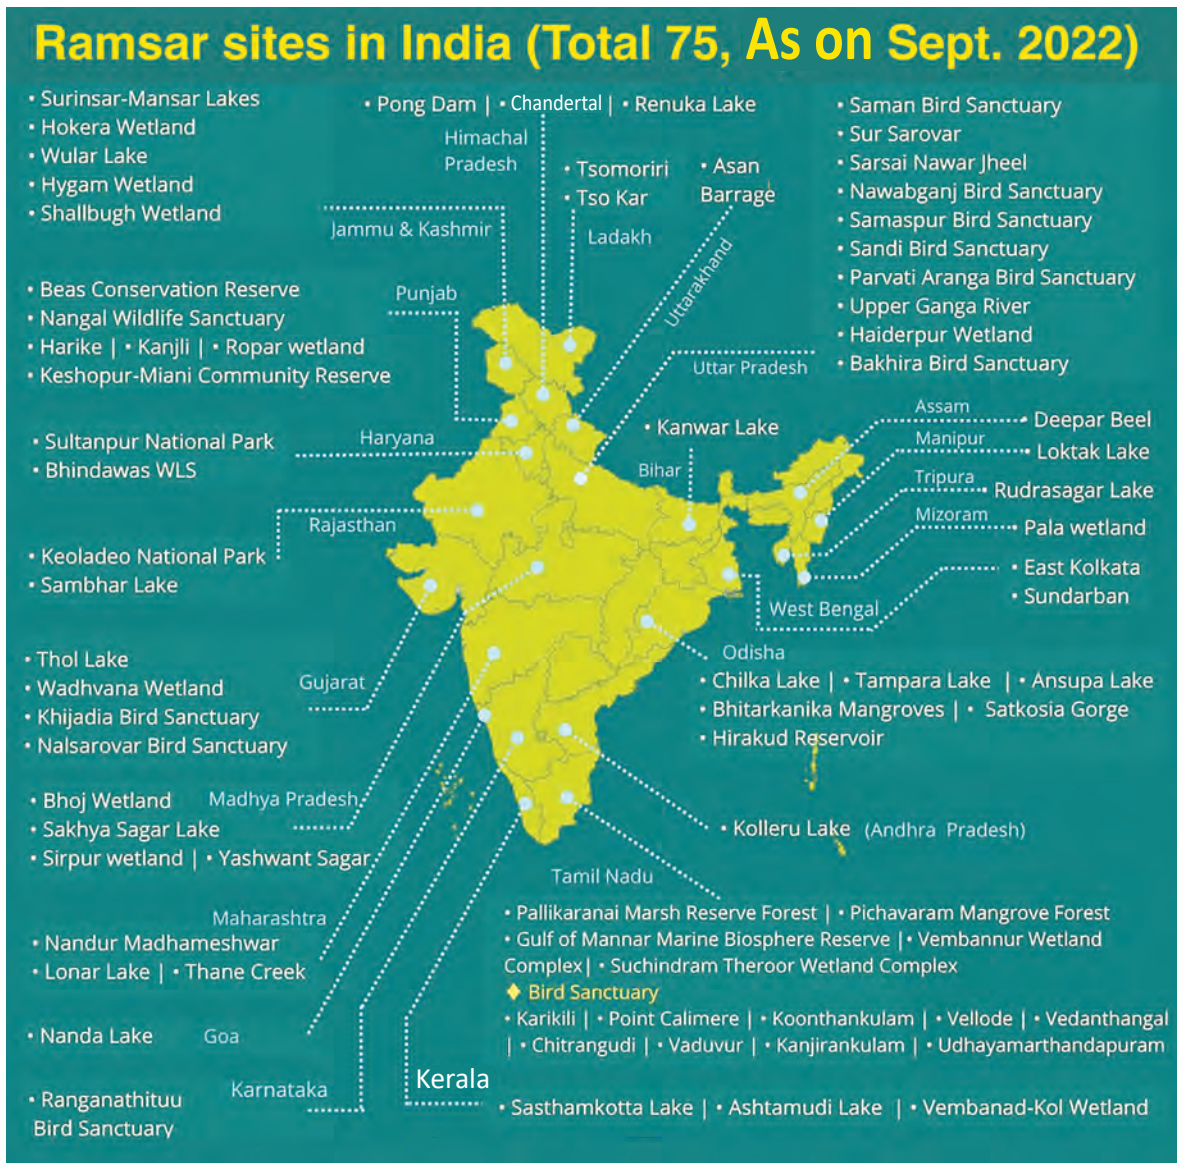 Ramsar sites in India (Total 75, As on Sept. 2022)
• Surinsar-Mansar Lakes
• Hokera Wetland
• Wular Lake
• Hygam Wetland
• Shallbugh Wetland
Jammu & Kashmir
• Pong Dam | • Chandertal | • Renuka Lake
Himachal
Pradesh
• Tsomoriri
• Tso Kar
Ladakh
• Asan
Barrage
Uttarakhand
• Saman Bird Sanctuary
• Sur Sarovar
• Sarsai Nawar Jheel
• Nawabganj Bird Sanctuary
• Samaspur Bird Sanctuary
• Sandi Bird Sanctuary
• Parvati Aranga Bird Sanctuary
• Upper Ganga River
• Haiderpur Wetland
• Bakhira Bird Sanctuary
Uttar Pradesh
• Beas Conservation Reserve
• Nangal Wildlife Sanctuary
• Harike | • Kanjli | • Ropar wetland
• Keshopur-Miani Community Reserve
Punjab
• Sultanpur National Park
• Bhindawas WLS
Haryana
• Kanwar Lake
Bihar
Assam
• Deepar Beel
Manipur
• Loktak Lake
Tripura
• Rudrasagar Lake
Mizoram
• Pala wetland
• East Kolkata
• Sundarban
West Bengal
Rajasthan
• Keoladeo National Park
• Sambhar Lake
• Thol Lake
• Wadhvana Wetland
• Khijadia Bird Sanctuary
• Nalsarovar Bird Sanctuary
Gujarat
Odisha
• Chilka Lake | • Tampara Lake | • Ansupa Lake
• Bhitarkanika Mangroves | • Satkosia Gorge
• Hirakud Reservoir
• Bhoj Wetland
• Sakhya Sagar Lake
• Sirpur wetland | • Yashwant Sagar
Madhya Pradesh
• Kolleru Lake (Andhra Pradesh)
Maharashtra
• Nandur Madhameshwar
• Lonar Lake | • Thane Creek
Tamil Nadu
• Pallikaranai Marsh Reserve Forest | • Pichavaram Mangrove Forest
• Gulf of Mannar Marine Biosphere Reserve | • Vembannur Wetland
Complex| • Suchindram Theroor Wetland Complex
♦ Bird Sanctuary
• Karikili | • Point Calimere | • Koonthankulam | • Vellode | • Vedanthangal
| • Chitrangudi | • Vaduvur | • Kanjirankulam | • Udhayamarthandapuram
• Nanda Lake
Goa
• Ranganathituu
Bird Sanctuary
Karnataka
Kerala
• Sasthamkotta Lake | • Ashtamudi Lake | • Vembanad-Kol Wetland